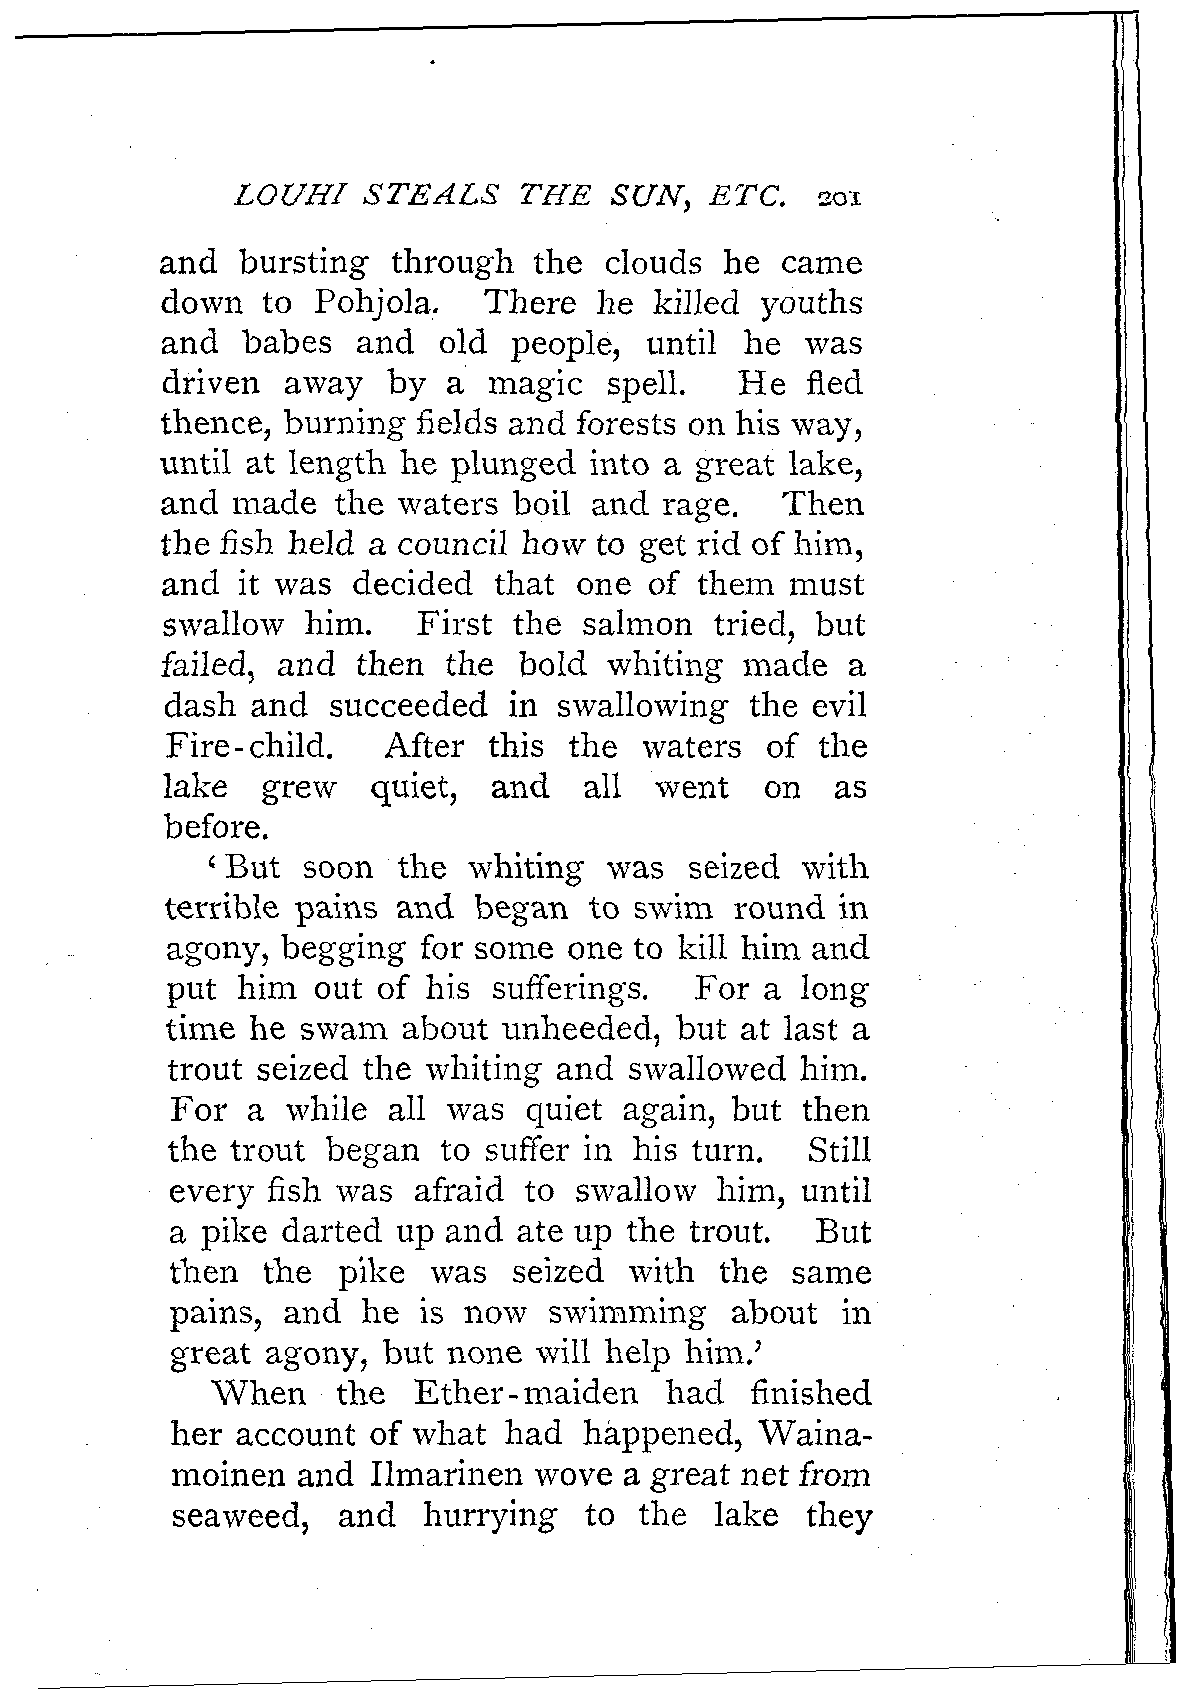 LOUHI STEALS THE SUN, ETC. 201
and bursting through the clouds he came
down to Pohjola. There he killed youths
and babes and old people, until he was
driven away by a magic spell. He fled
thence, burning fields and forests on his way,
until at length he plunged into a great lake,
and made the waters boil and rage. Then
the fish held a council how to get rid of him,
and it was decided that one of them must
swallow him. First the salmon tried, but
failed, and then the bold whiting made a
dash and succeeded in swallowing the evil
Fire-child. After this the waters of the
lake grew quiet, and all went on as
before.
‘But soon the whiting was seized with
terrible pains and began to swim round in
agony, begging for some one to kill him and
put him out of his sufferings. For a long
time he swam about unheeded, but at last a
trout seized the whiting and swallowed him.
For a while all was quiet again, but then
the trout began to suffer in his turn. Still
every fish was afraid to swallow him, until
a pike darted up and ate up the trout. But
then the pike was seized with the same
pains, and he is now swimming about in
great agony, but none will help him.’
When the Ether-maiden had finished
her account of what had happened, Waina-
moinen and Ilmarinen wove a great net from
seaweed, and hurrying to the lake they